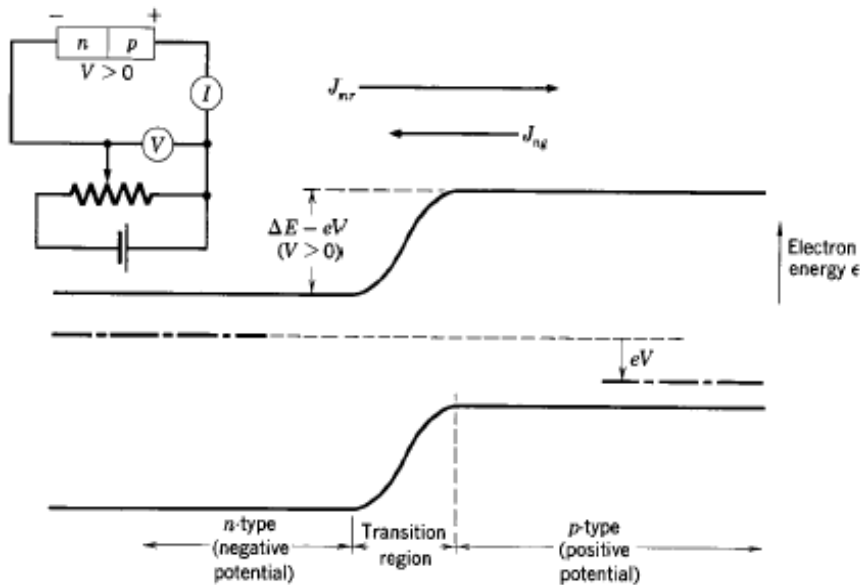 - +
n p
V > 0
I
V
J_nr
J_ng
ΔE − eV
(V > 0)
Electron
energy ϵ
eV
n-type
(negative
potential)
Transition
region
p-type
(positive
potential)